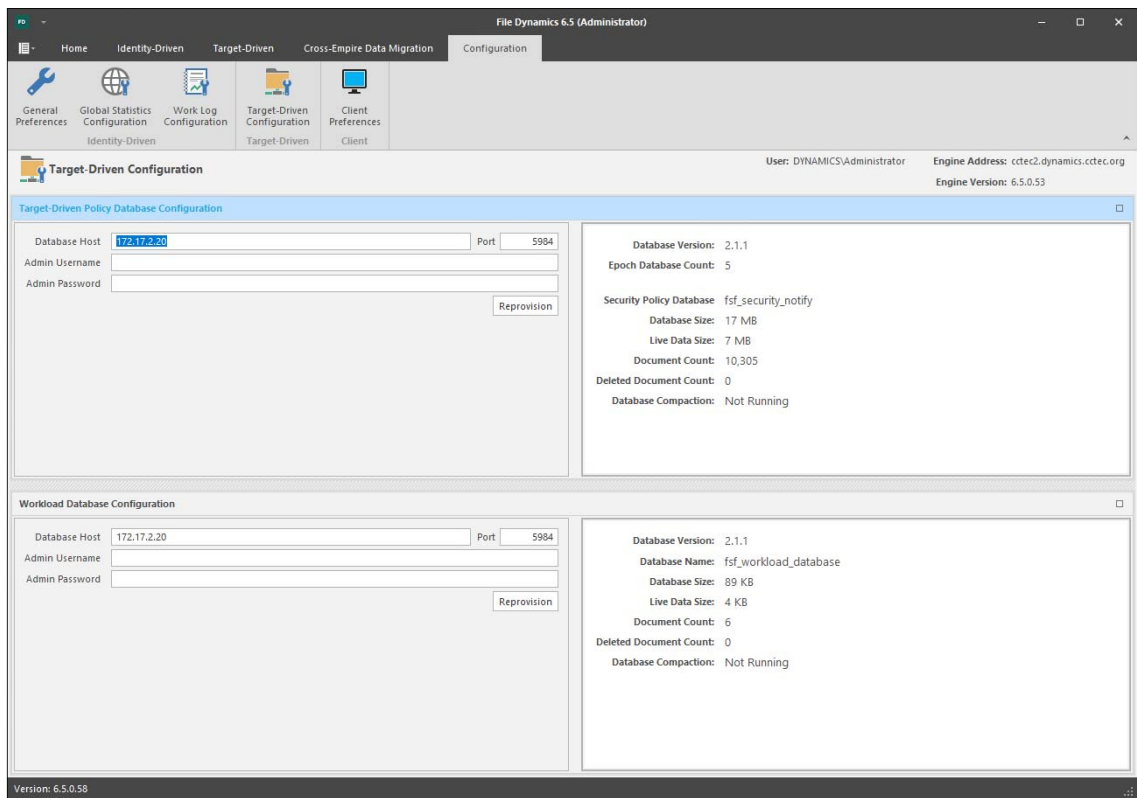 FD File Dynamics 6.5 (Administrator)
Home Identity-Driven Target-Driven Cross-Empire Data Migration Configuration
General Preferences
Global Statistics Configuration
Work Log Configuration
Target-Driven Configuration
Client Preferences
Identity-Driven Target-Driven Client
Target-Driven Configuration
User: DYNAMICS\Administrator
Engine Address: cctec2.dynamics.cctec.org
Engine Version: 6.5.0.53
Target-Driven Policy Database Configuration
Database Host 172.17.2.20 Port 5984
Admin Username
Admin Password
Reprovision
Database Version: 2.1.1
Epoch Database Count: 5
Security Policy Database fsf_security_notify
Database Size: 17 MB
Live Data Size: 7 MB
Document Count: 10,305
Deleted Document Count: 0
Database Compaction: Not Running
Workload Database Configuration
Database Host 172.17.2.20 Port 5984
Admin Username
Admin Password
Reprovision
Database Version: 2.1.1
Database Name: fsf_workload_database
Database Size: 89 KB
Live Data Size: 4 KB
Document Count: 6
Deleted Document Count: 0
Database Compaction: Not Running
Version: 6.5.0.58